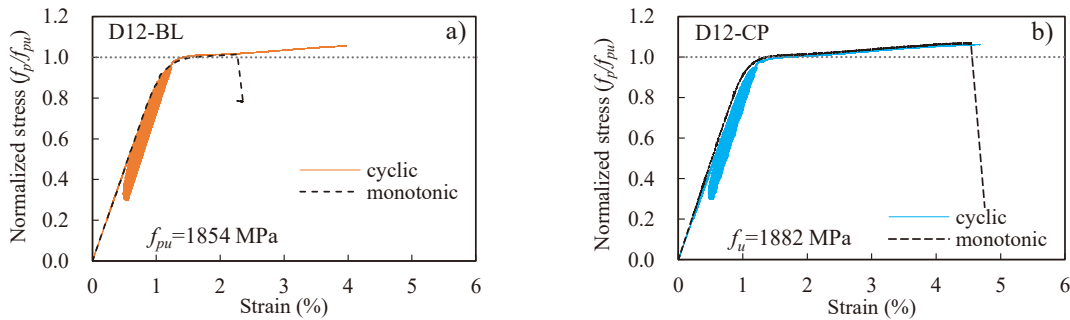 D12-BL
a)
Normalized stress (fp/fpu)
1.2
1.0
0.8
0.6
0.4
0.2
0.0
cyclic
monotonic
fpu=1854 MPa
0 1 2 3 4 5 6
Strain (%)
D12-CP
b)
Normalized stress (fp/fpu)
1.2
1.0
0.8
0.6
0.4
0.2
0.0
fu=1882 MPa
cyclic
monotonic
0 1 2 3 4 5 6
Strain (%)